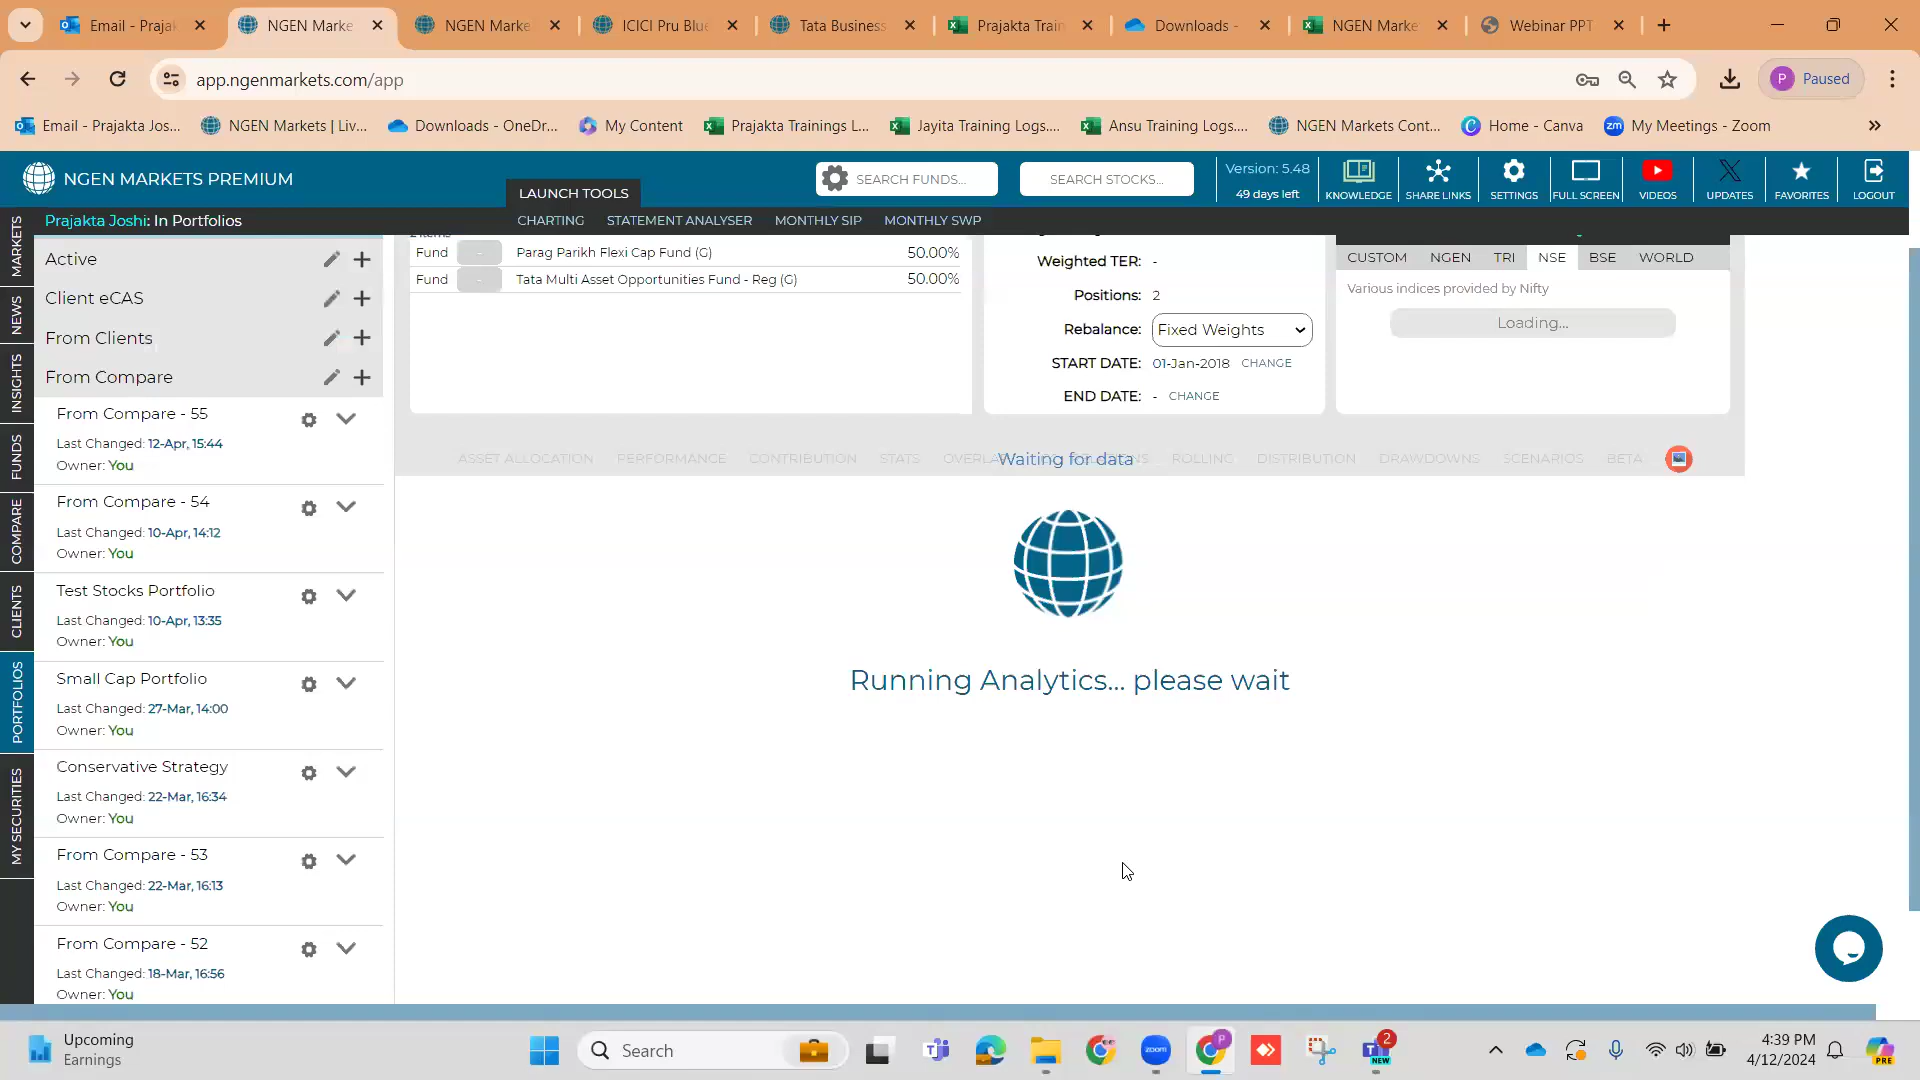 Email - Praja
NGEN Marke
NGEN Marke
ICICI Pru Blue
Tata Business
Prajakta Train
Downloads -
NGEN Marke
Webinar PPT
app.ngenmarkets.com/app
P
Paused
Email - Prajakta Jos...
NGEN Markets | Liv...
Downloads - OneDr...
My Content
Prajakta Trainings L...
Jayita Training Logs....
Ansu Training Logs....
NGEN Markets Cont...
Home - Canva
My Meetings - Zoom
NGEN MARKETS PREMIUM
LAUNCH TOOLS
SEARCH FUNDS...
SEARCH STOCKS...
Version: 5.48
49 days left
KNOWLEDGE
SHARE LINKS
SETTINGS
FULL SCREEN
VIDEOS
UPDATES
FAVORITES
LOGOUT
Prajakta Joshi: In Portfolios
CHARTING
STATEMENT ANALYSER
MONTHLY SIP
MONTHLY SWP
MARKETS
NEWS
INSIGHTS
FUNDS
COMPARE
CLIENTS
PORTFOLIOS
MY SECURITIES
Active
Client eCAS
From Clients
From Compare
From Compare - 55
Last Changed: 12-Apr, 15:44
Owner: You
From Compare - 54
Last Changed: 10-Apr, 14:12
Owner: You
Test Stocks Portfolio
Last Changed: 10-Apr, 13:35
Owner: You
Small Cap Portfolio
Last Changed: 27-Mar, 14:00
Owner: You
Conservative Strategy
Last Changed: 22-Mar, 16:34
Owner: You
From Compare - 53
Last Changed: 22-Mar, 16:13
Owner: You
From Compare - 52
Last Changed: 18-Mar, 16:56
Owner: You
Fund - Parag Parikh Flexi Cap Fund (G) 50.00%
Fund - Tata Multi Asset Opportunities Fund - Reg (G) 50.00%
Weighted TER: -
Positions: 2
Rebalance: Fixed Weights
START DATE: 01-Jan-2018 CHANGE
END DATE: - CHANGE
CUSTOM
NGEN
TRI
NSE
BSE
WORLD
Various indices provided by Nifty
Loading...
ASSET ALLOCATION
PERFORMANCE
CONTRIBUTION
STATS
Waiting for data
ROLLING
DISTRIBUTION
DRAWDOWNS
SCENARIOS
BETA
Running Analytics... please wait
Upcoming
Earnings
Search
zoom
2
NEW
4:39 PM
4/12/2024
PRE